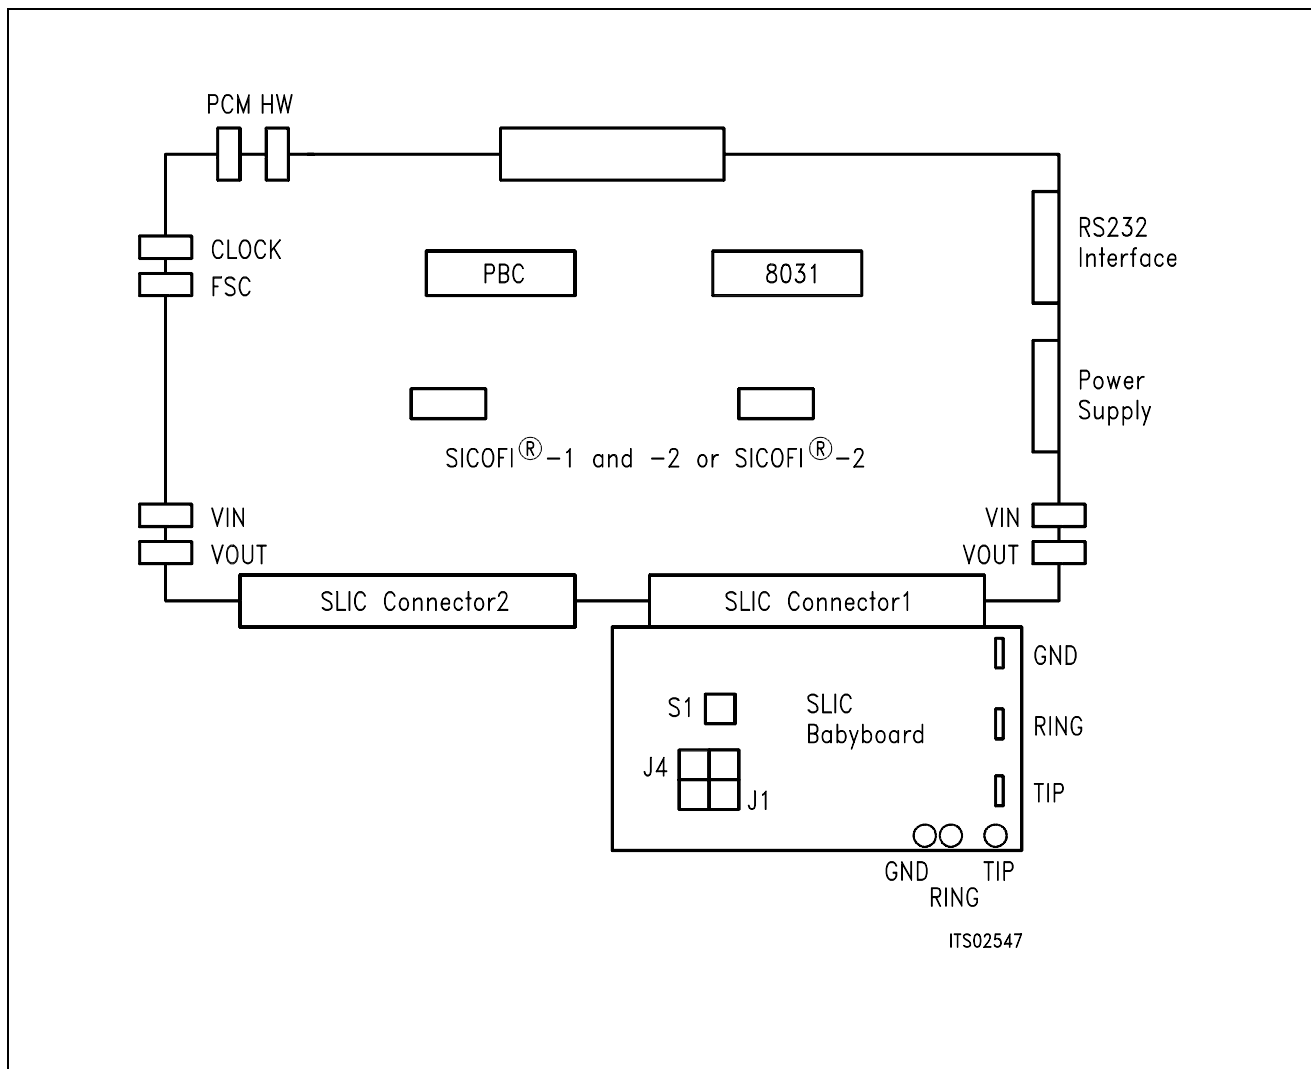 PCM HW
CLOCK
FSC
PBC
8031
RS232
Interface
Power
Supply
SICOFI®-1 and -2 or SICOFI®-2
VIN
VOUT
VIN
VOUT
SLIC Connector2
SLIC Connector1
GND
S1
SLIC
Babyboard
RING
J4
J1
TIP
GND
TIP
RING
ITS02547